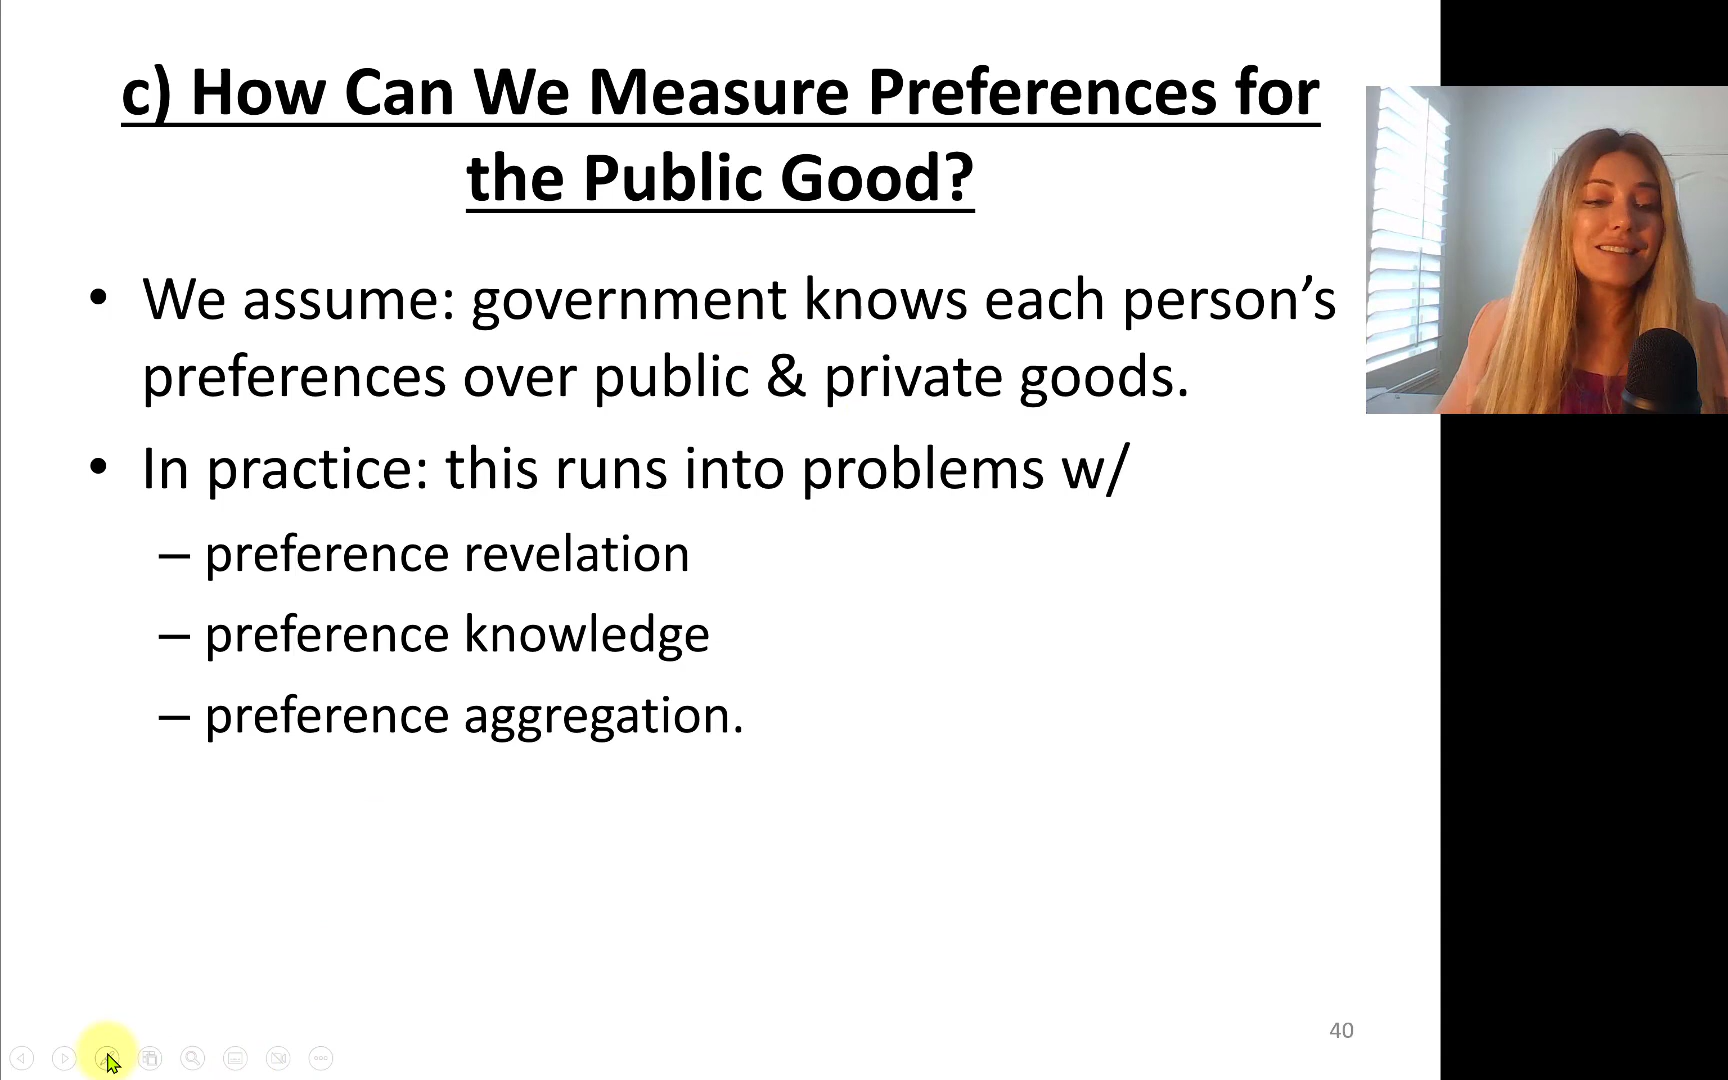 c) How Can We Measure Preferences for
the Public Good?
• We assume: government knows each person’s
preferences over public & private goods.
• In practice: this runs into problems w/
– preference revelation
– preference knowledge
– preference aggregation.
40